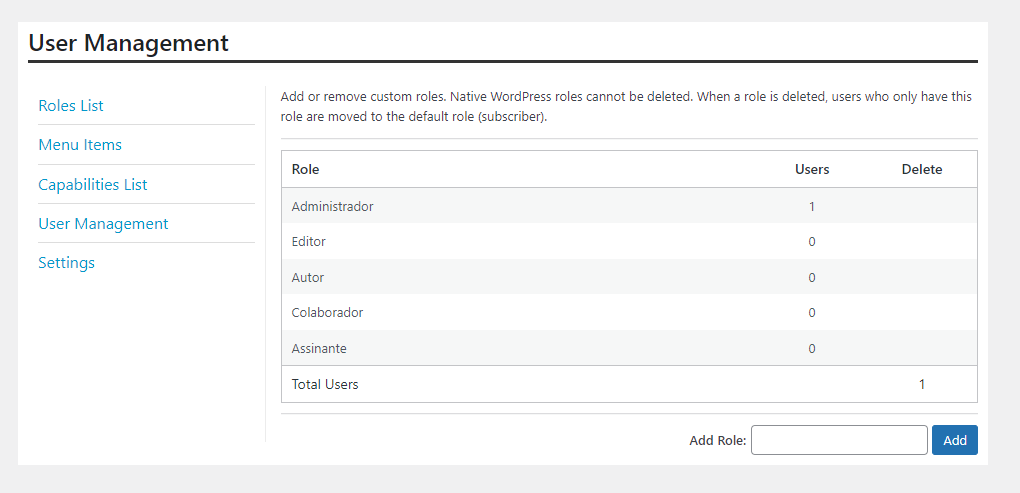 User Management
Roles List
Menu Items
Capabilities List
User Management
Settings
Add or remove custom roles. Native WordPress roles cannot be deleted. When a role is deleted, users who only have this
role are moved to the default role (subscriber).
Role Users Delete
Administrador 1
Editor 0
Autor 0
Colaborador 0
Assinante 0
Total Users 1
Add Role: Add